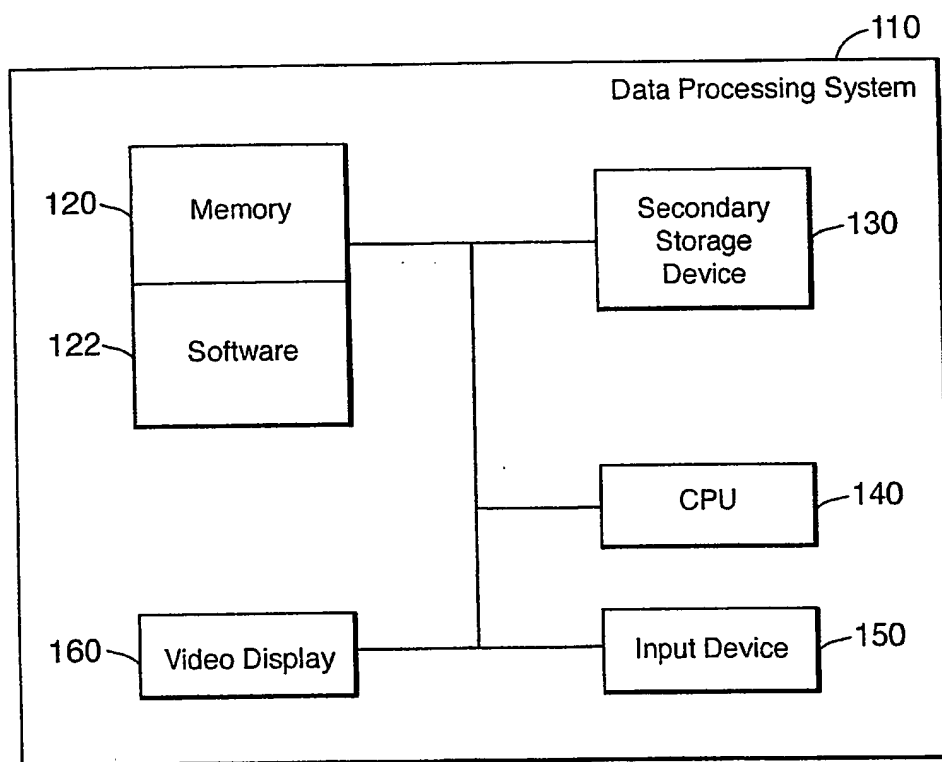 110
Data Processing System
120
Memory
Secondary
Storage
Device
130
122
Software
CPU
140
160
Video Display
Input Device
150